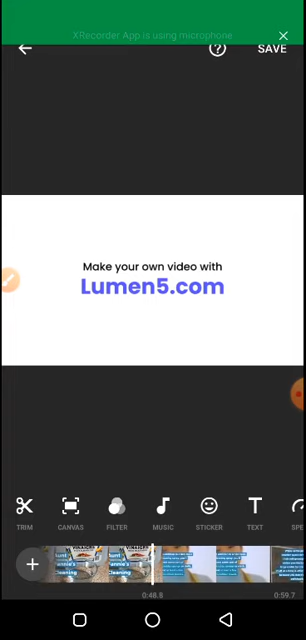 XRecorder App is using microphone
SAVE
Make your own video with
Lumen5.com
TRIM
CANVAS
FILTER
MUSIC
STICKER
TEXT
SPE
0:48.8
0:59.7